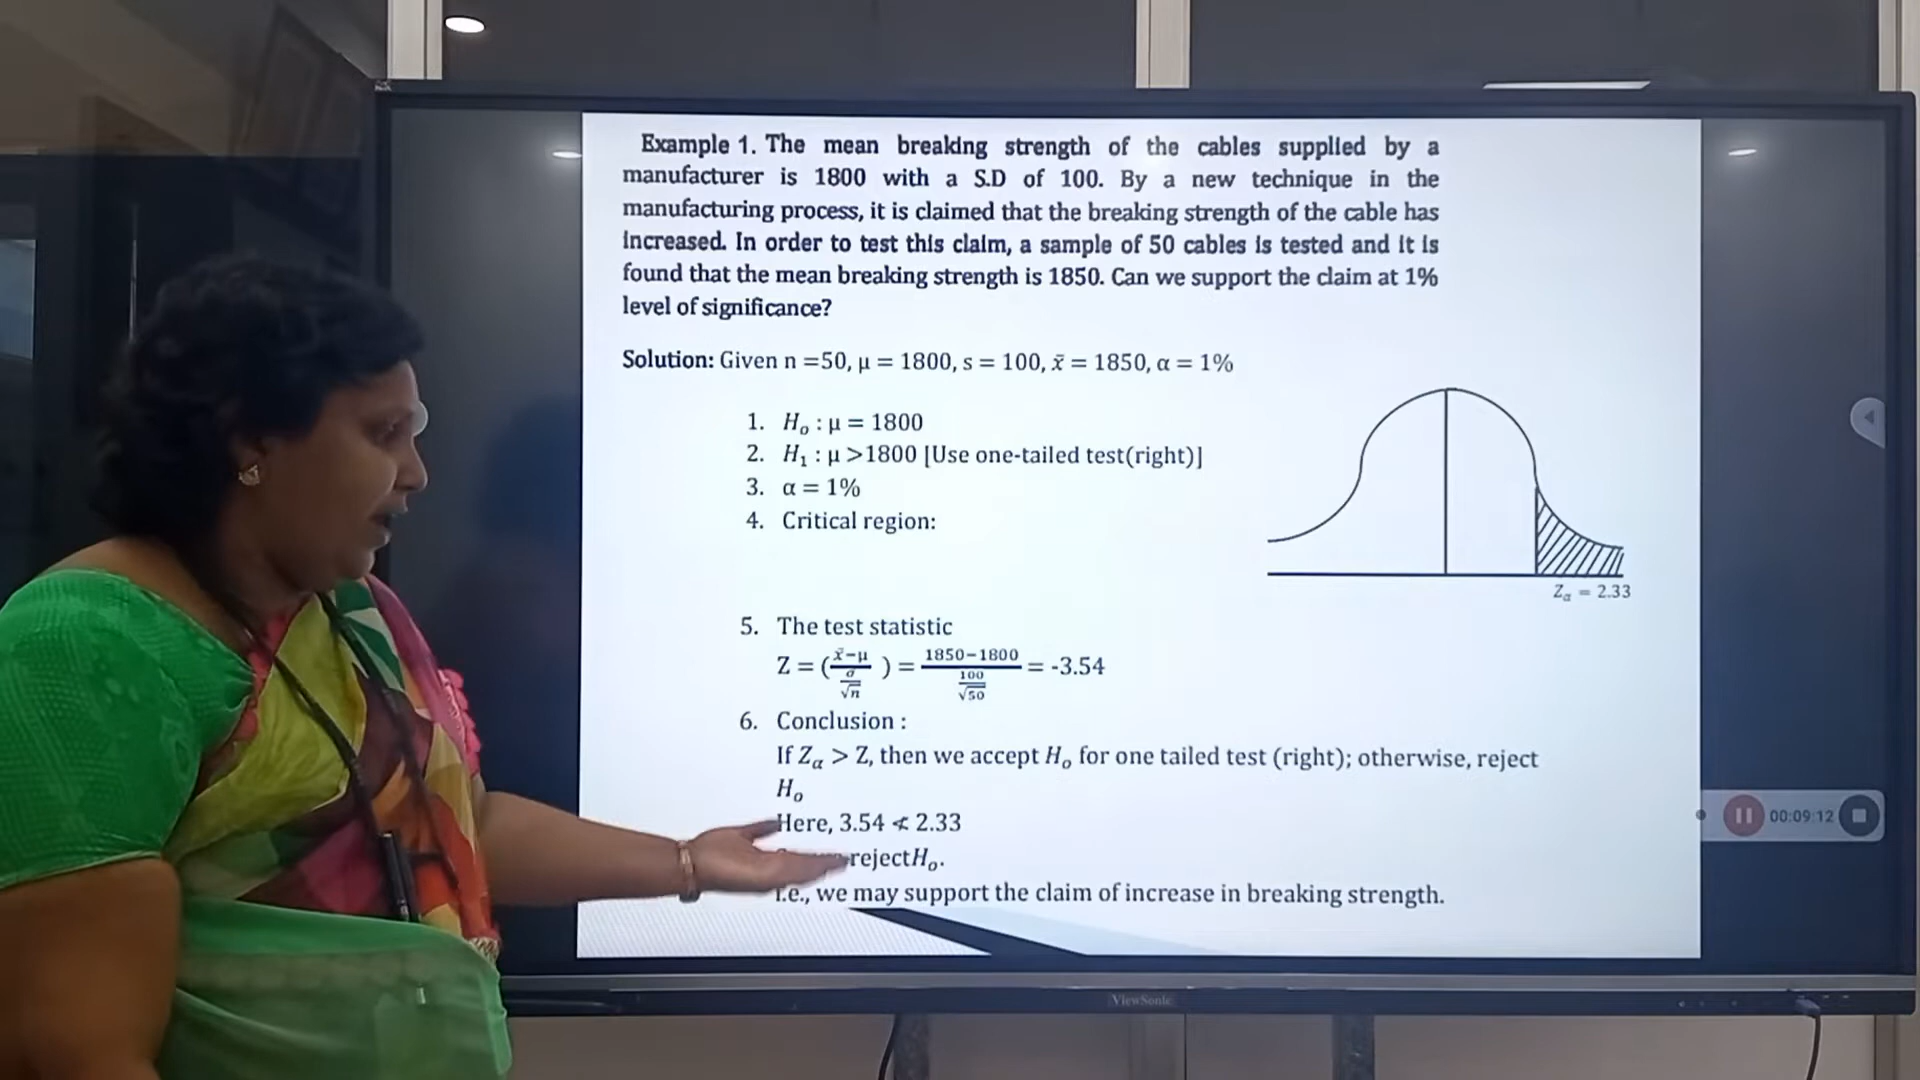 Example 1. The mean breaking strength of the cables supplied by a
manufacturer is 1800 with a S.D of 100. By a new technique in the
manufacturing process, it is claimed that the breaking strength of the cable has
increased. In order to test this claim, a sample of 50 cables is tested and it is
found that the mean breaking strength is 1850. Can we support the claim at 1%
level of significance?
Solution: Given n =50, μ = 1800, s = 100, x̄ = 1850, α = 1%
1. Hₒ : μ = 1800
2. H₁ : μ >1800 [Use one-tailed test(right)]
3. α = 1%
4. Critical region:
Zα = 2.33
5. The test statistic
Z = ( (x̄−μ)/(σ/√n) ) = (1850−1800)/(100/√50) = -3.54
6. Conclusion :
If Zα > Z, then we accept Hₒ for one tailed test (right); otherwise, reject
Hₒ
Here, 3.54 ≮ 2.33
rejectHₒ.
i.e., we may support the claim of increase in breaking strength.
00:09:12
ViewSonic